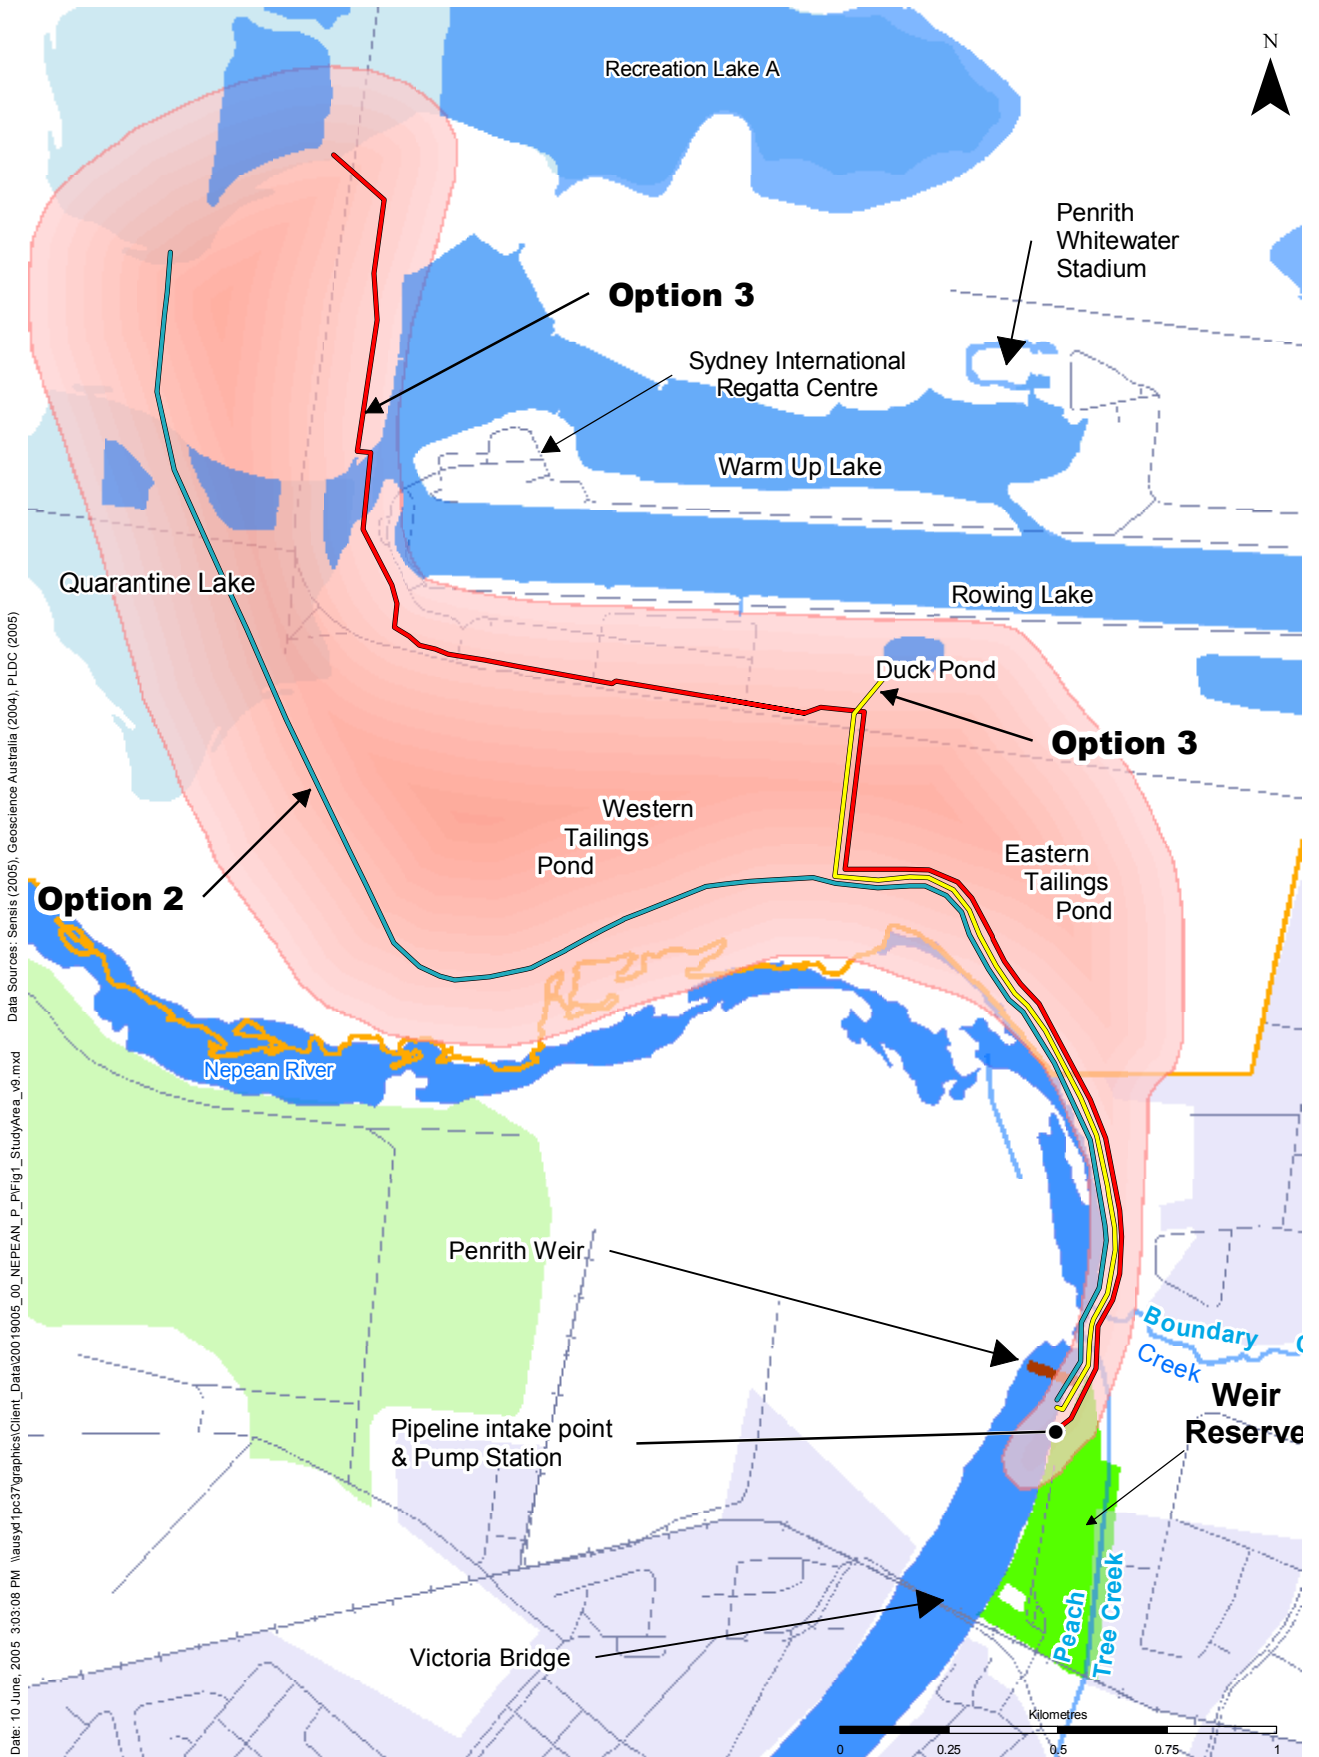 Recreation Lake A
N
Penrith
Whitewater
Stadium
Option 3
Sydney International
Regatta Centre
Warm Up Lake
Quarantine Lake
Rowing Lake
Duck Pond
Option 3
Western
Tailings
Pond
Eastern
Tailings
Pond
Option 2
Nepean River
Penrith Weir
Boundary
Creek
C
Weir
Reserve
Pipeline intake point
& Pump Station
Peach
Tree Creek
Victoria Bridge
Kilometres
0 0.25 0.5 0.75 1
Date: 10 June, 2005 3:03:08 PM \\ausyd1pc37\graphics\Client_Data\20019005_00_NEPEAN_P_P\Fig1_StudyArea_v9.mxd Data Sources: Sensis (2005), Geoscience Australia (2004), PLDC (2005)